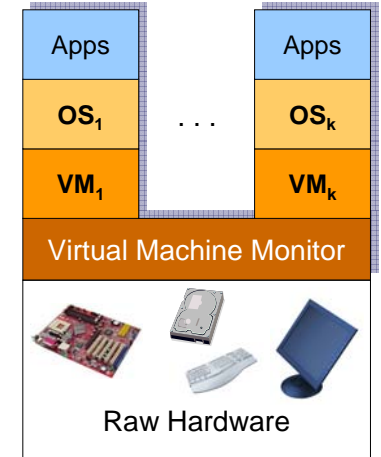 Apps Apps
OS₁ . . . OSₖ
VM₁ VMₖ
Virtual Machine Monitor
Raw Hardware